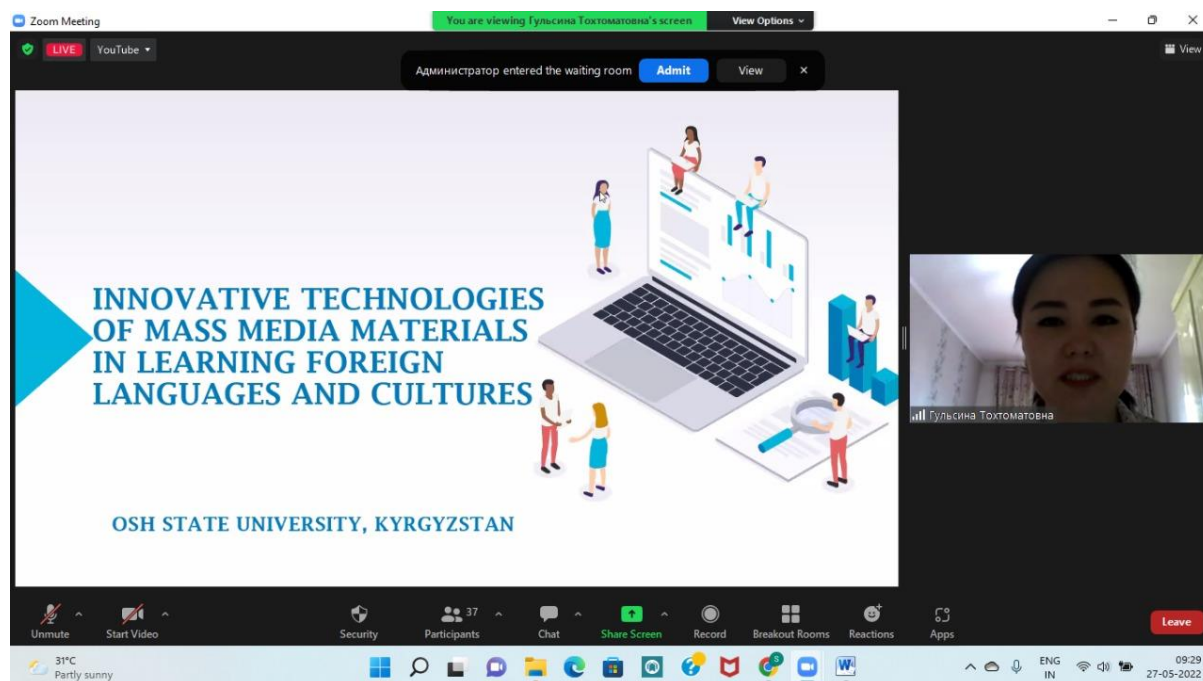 Zoom Meeting
You are viewing Гульсина Тохтоматовна's screen
View Options
LIVE
YouTube
View
Администратор entered the waiting room
Admit
View
INNOVATIVE TECHNOLOGIES
OF MASS MEDIA MATERIALS
IN LEARNING FOREIGN
LANGUAGES AND CULTURES
OSH STATE UNIVERSITY, KYRGYZSTAN
Гульсина Тохтоматовна
Unmute
Start Video
Security
37
Participants
Chat
Share Screen
Record
Breakout Rooms
Reactions
Apps
Leave
31°C
Partly sunny
ENG
IN
09:29
27-05-2022